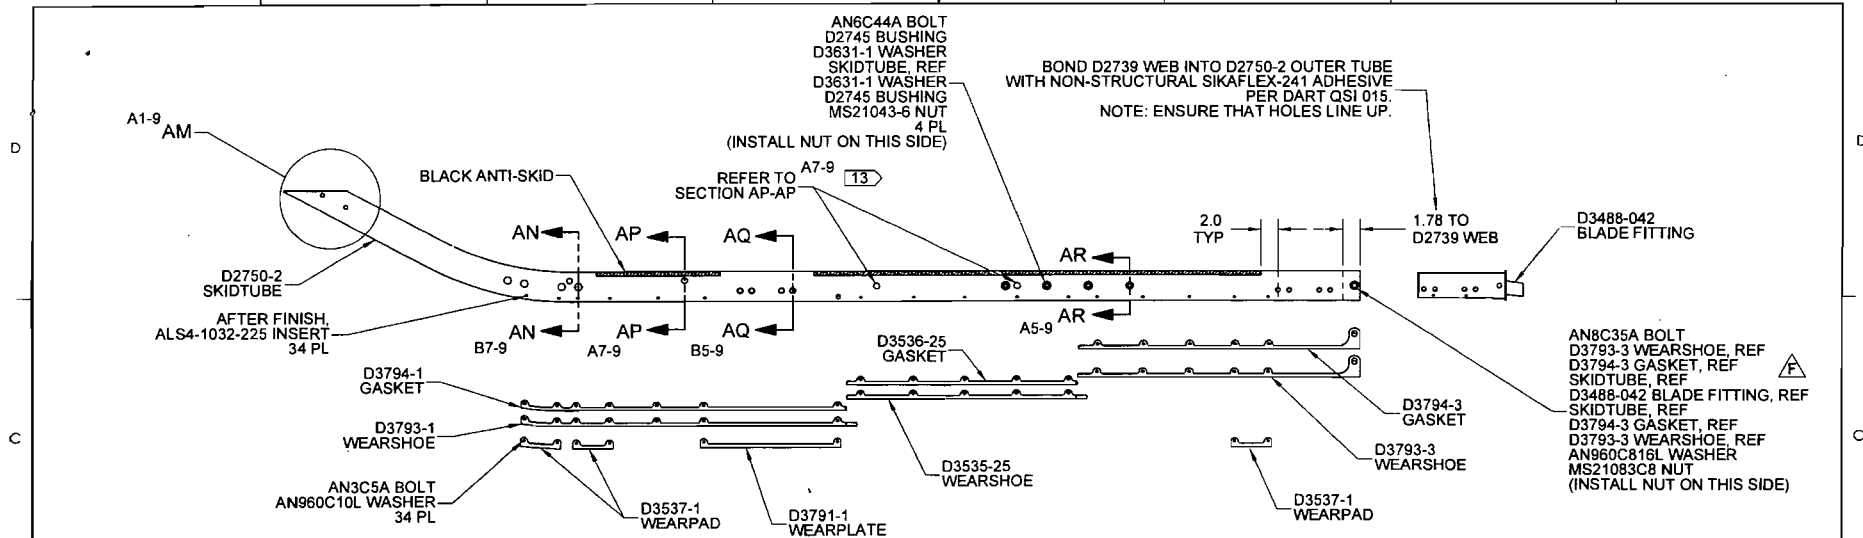 AN6C44A BOLT
D2745 BUSHING
D3631-1 WASHER
SKIDTUBE, REF
D3631-1 WASHER
D2745 BUSHING
MS21043-6 NUT
4 PL
(INSTALL NUT ON THIS SIDE)
BOND D2739 WEB INTO D2750-2 OUTER TUBE
WITH NON-STRUCTURAL SIKAFLEX-241 ADHESIVE
PER DART QSI 015.
NOTE: ENSURE THAT HOLES LINE UP.
A1-9
AM
D
D
BLACK ANTI-SKID
REFER TO
SECTION AP-AP
A7-9
13
2.0
TYP
1.78 TO
D2739 WEB
D3488-042
BLADE FITTING
AN
AP
AQ
AR
D2750-2
SKIDTUBE
AFTER FINISH,
ALS4-1032-225 INSERT
34 PL
AN
AP
AQ
AR
B7-9
A7-9
B5-9
A5-9
D3536-25
GASKET
AN8C35A BOLT
D3793-3 WEARSHOE, REF
D3794-3 GASKET, REF
SKIDTUBE, REF
D3488-042 BLADE FITTING, REF
SKIDTUBE, REF
D3794-3 GASKET, REF
D3793-3 WEARSHOE, REF
AN960C816L WASHER
MS21083C8 NUT
(INSTALL NUT ON THIS SIDE)
F
D3794-1
GASKET
D3794-3
GASKET
C
C
D3793-1
WEARSHOE
D3793-3
WEARSHOE
D3535-25
WEARSHOE
AN3C5A BOLT
AN960C10L WASHER
34 PL
D3537-1
WEARPAD
D3791-1
WEARPLATE
D3537-1
WEARPAD